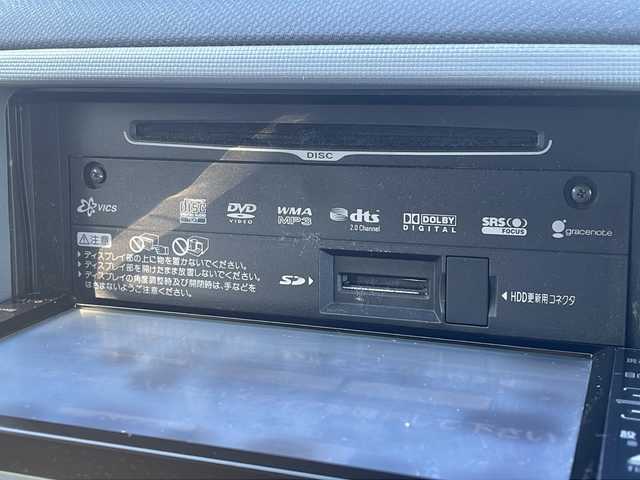 DISC
VICS
DISC
DVD
VIDEO
WMA
MP3
dts
2.0 Channel
DOLBY
DIGITAL
SRS
FOCUS
gracenote
注意
ディスプレイ部の上に物を置かないでください。
ディスプレイ部を開けたまま放置しないでください。
ディスプレイの角度調整時及び開閉時は、手などを
はさまないようご注意ください。
SD
HDD更新用コネクタ